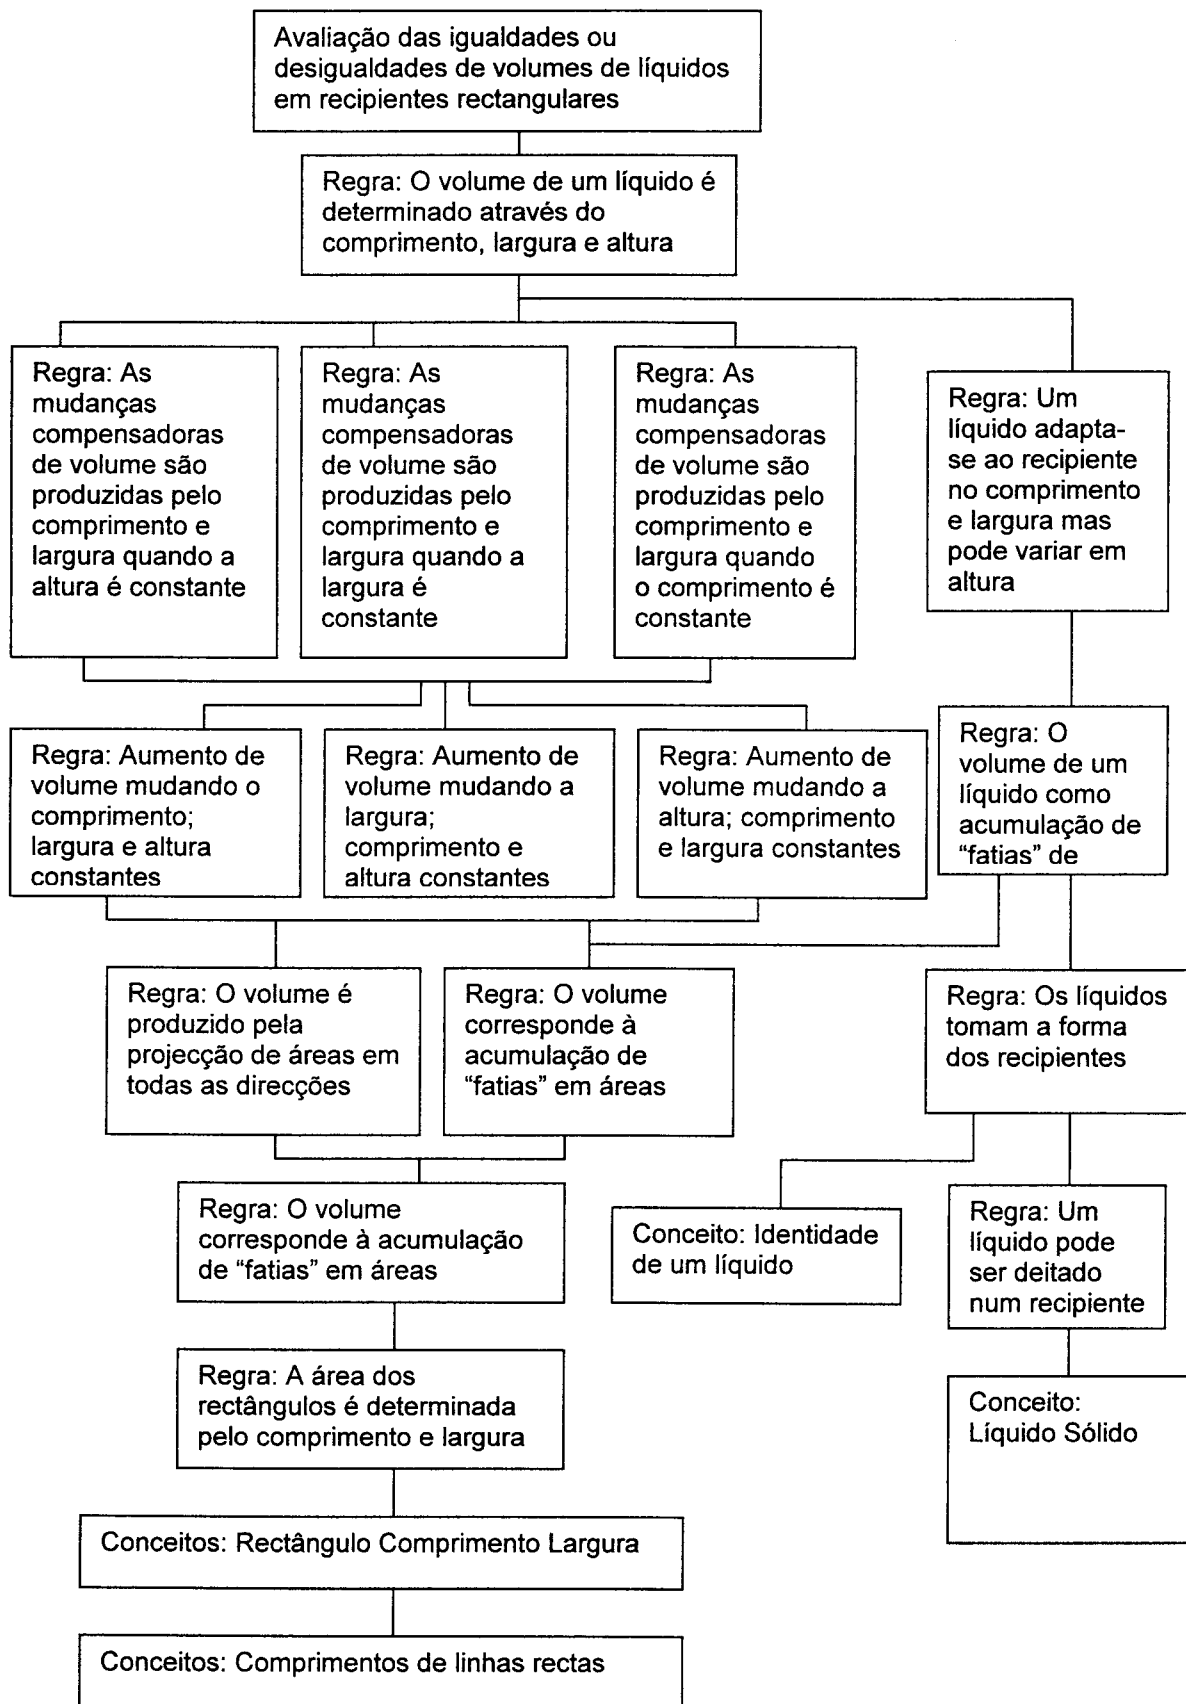 Avaliação das igualdades ou
desigualdades de volumes de líquidos
em recipientes rectangulares
Regra: O volume de um líquido é
determinado através do
comprimento, largura e altura
Regra: As
mudanças
compensadoras
de volume são
produzidas pelo
comprimento e
largura quando a
altura é constante
Regra: As
mudanças
compensadoras
de volume são
produzidas pelo
comprimento e
largura quando a
largura é
constante
Regra: As
mudanças
compensadoras
de volume são
produzidas pelo
comprimento e
largura quando
o comprimento é
constante
Regra: Um
líquido adapta-
se ao recipiente
no comprimento
e largura mas
pode variar em
altura
Regra: Aumento de
volume mudando o
comprimento;
largura e altura
constantes
Regra: Aumento de
volume mudando a
largura;
comprimento e
altura constantes
Regra: Aumento de
volume mudando a
altura; comprimento
e largura constantes
Regra: O
volume de um
líquido como
acumulação de
“fatias” de
Regra: O volume é
produzido pela
projecção de áreas em
todas as direcções
Regra: O volume
corresponde à
acumulação de
“fatias” em áreas
Regra: Os líquidos
tomam a forma
dos recipientes
Regra: O volume
corresponde à acumulação
de “fatias” em áreas
Conceito: Identidade
de um líquido
Regra: Um
líquido pode
ser deitado
num recipiente
Regra: A área dos
rectângulos é determinada
pelo comprimento e largura
Conceito:
Líquido Sólido
Conceitos: Rectângulo Comprimento Largura
Conceitos: Comprimentos de linhas rectas